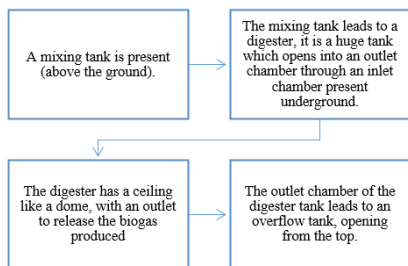 A mixing tank is present
(above the ground).
The mixing tank leads to a
digester, it is a huge tank
which opens into an outlet
chamber through an inlet
chamber present
underground.
The digester has a ceiling
like a dome, with an outlet
to release the biogas
produced
The outlet chamber of the
digester tank leads to an
overflow tank, opening
from the top.